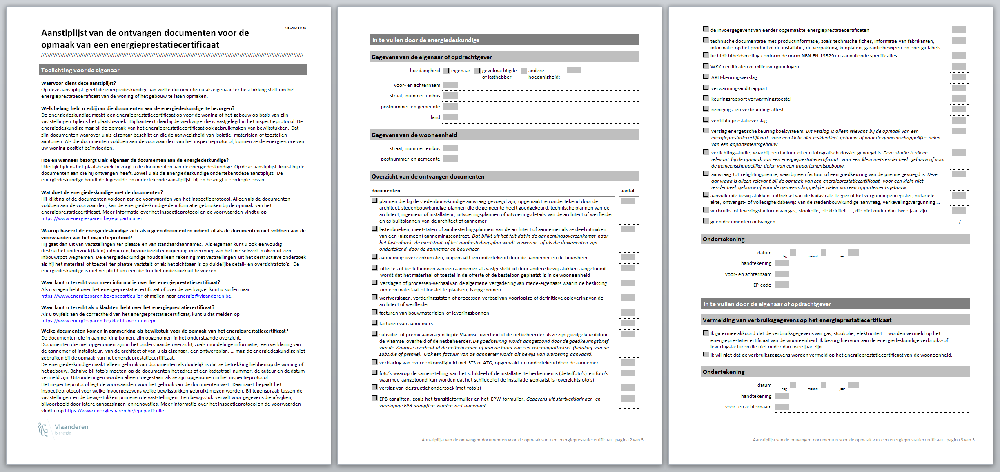 VEA-01-191129
Aanstiplijst van de ontvangen documenten voor de
opmaak van een energieprestatiecertificaat
////////////////////////////////////////////////////////////////////////////////////////////////////////////////////////////////////////////////////////////////
Toelichting voor de eigenaar
Waarvoor dient deze aanstiplijst?
Op deze aanstiplijst geeft de energiedeskundige aan welke documenten u als eigenaar ter beschikking stelt om het
energieprestatiecertificaat van de woning of het gebouw te laten opmaken.
Welk belang hebt u erbij om die documenten aan de energiedeskundige te bezorgen?
De energiedeskundige maakt een energieprestatiecertificaat op voor de woning of het gebouw op basis van zijn
vaststellingen tijdens het plaatsbezoek. Hij hanteert daarbij de werkwijze die is vastgelegd in het inspectieprotocol. De
energiedeskundige mag bij de opmaak van het energieprestatiecertificaat ook gebruikmaken van bewijsstukken. Dat
zijn documenten waarover u als eigenaar beschikt en die de aanwezigheid van isolatie, materialen of toestellen
aantonen. Als die documenten voldoen aan de voorwaarden van het inspectieprotocol, kunnen ze de energiescore van
uw woning positief beïnvloeden.
Hoe en wanneer bezorgt u als eigenaar de documenten aan de energiedeskundige?
Uiterlijk tijdens het plaatsbezoek bezorgt u de documenten aan de energiedeskundige. Op deze aanstiplijst kruist hij de
documenten aan die hij ontvangen heeft. Zowel u als de energiedeskundige ondertekent deze aanstiplijst. De
energiedeskundige houdt de ingevulde en ondertekende aanstiplijst bij en bezorgt u een kopie ervan.
Wat doet de energiedeskundige met de documenten?
Hij kijkt na of de documenten voldoen aan de voorwaarden van het inspectieprotocol. Alleen als de documenten
voldoen aan de voorwaarden, kan de energiedeskundige de informatie gebruiken bij de opmaak van het
energieprestatiecertificaat. Meer informatie over het inspectieprotocol en de voorwaarden vindt u op
https://www.energiesparen.be/epcparticulier.
Waarop baseert de energiedeskundige zich als u geen documenten indient of als de documenten niet voldoen aan de
voorwaarden van het inspectieprotocol?
Hij gaat dan uit van vaststellingen ter plaatse en van standaardaannames. Als eigenaar kunt u ook eenvoudig
destructief onderzoek (laten) uitvoeren, bijvoorbeeld een opening in een voeg van het metselwerk maken of een
inbouwspot wegnemen. De energiedeskundige houdt alleen rekening met vaststellingen uit het destructieve onderzoek
als hij het materiaal of toestel ter plaatse vaststelt of als het zichtbaar is op duidelijke detail- en overzichtsfoto's. De
energiedeskundige is niet verplicht om een destructief onderzoek uit te voeren.
Waar kunt u terecht voor meer informatie over het energieprestatiecertificaat?
Als u vragen hebt over het energieprestatiecertificaat of over de werkwijze, kunt u surfen naar
https://www.energiesparen.be/epcparticulier of mailen naar energie@vlaanderen.be.
Waar kunt u terecht als u klachten hebt over het energieprestatiecertificaat?
Als u twijfelt aan de correctheid van het energieprestatiecertificaat, kunt u dat melden op
https://www.energiesparen.be/klacht-over-een-epc.
Welke documenten komen in aanmerking als bewijsstuk voor de opmaak van het energieprestatiecertificaat?
De documenten die in aanmerking komen, zijn opgenomen in het onderstaande overzicht.
Documenten die niet opgenomen zijn in het onderstaande overzicht, zoals mondelinge informatie, een verklaring van
de aannemer of installateur, van de architect of van u als eigenaar, een ontwerpplan, ... mag de energiedeskundige niet
gebruiken bij de opmaak van het energieprestatiecertificaat.
De energiedeskundige maakt alleen gebruik van documenten als duidelijk is dat ze betrekking hebben op de woning of
het gebouw. Behalve bij foto's moeten op de documenten het adres of een kadastraal nummer, de auteur en de datum
vermeld zijn. Uitzonderingen worden alleen toegestaan als ze zijn opgenomen in het inspectieprotocol.
Het inspectieprotocol legt de voorwaarden voor het gebruik van de documenten vast. Daarnaast bepaalt het
inspectieprotocol voor welke invoergegevens welke bewijsstukken gebruikt mogen worden. Bij tegenspraak tussen de
vaststellingen en de bewijsstukken primeren de vaststellingen. Een bewijsstuk vervalt voor gegevens die afwijken,
bijvoorbeeld door latere aanpassingen en renovaties. Meer informatie over het inspectieprotocol en de voorwaarden
vindt u op https://www.energiesparen.be/epcparticulier.
Vlaanderen
is energie
In te vullen door de energiedeskundige
Gegevens van de eigenaar of opdrachtgever
hoedanigheid eigenaar gevolmachtigde andere
of lasthebber hoedanigheid:
voor- en achternaam
straat, nummer en bus
postnummer en gemeente
land
Gegevens van de wooneenheid
straat, nummer en bus
postnummer en gemeente
Overzicht van de ontvangen documenten
documenten aantal
plannen die bij de stedenbouwkundige aanvraag gevoegd zijn, opgemaakt en ondertekend door de
architect, stedenbouwkundige plannen die de gemeente heeft goedgekeurd, technische plannen van de
architect, ingenieur of installateur, uitvoeringsplannen of uitvoeringsdetails van de architect of werfleider
en as-builtplannen van de architect of aannemer
lastenboeken, meetstaten of aanbestedingsplannen van de architect of aannemer als ze deel uitmaken
van een (algemeen) aannemingscontract. Dat blijkt uit het feit dat in de aannemingsovereenkomst naar
het lastenboek, de meetstaat of het aanbestedingsplan wordt verwezen, of als die documenten zijn
ondertekend door de aannemer en bouwheer.
aannemingsovereenkomsten, opgemaakt en ondertekend door de aannemer en de bouwheer
offertes of bestelbonnen van een aannemer als vastgesteld of door andere bewijsstukken aangetoond
wordt dat het materiaal of toestel in de offerte of de bestelbon geplaatst is in de wooneenheid
verslagen of processen-verbaal van de algemene vergadering van mede-eigenaars waarin de beslissing
om een materiaal of toestel te plaatsen, is opgenomen
werfverslagen, vorderingsstaten of processen-verbaal van voorlopige of definitieve oplevering van de
architect of werfleider
facturen van bouwmaterialen of leveringsbonnen
facturen van aannemers
subsidie- of premieaanvragen bij de Vlaamse overheid of de netbeheerder als ze zijn goedgekeurd door
de Vlaamse overheid of de netbeheerder. De goedkeuring wordt aangetoond door de goedkeuringsbrief
van de Vlaamse overheid of de netbeheerder of aan de hand van een rekeninguittreksel (betaling van de
subsidie of premie). Ook een factuur van de aannemer wordt als bewijs van uitvoering aanvaard.
verklaring van overeenkomstigheid met STS of ATG, opgemaakt en ondertekend door de aannemer
foto's waarop de samenstelling van het schildeel of de installatie te herkennen is (detailfoto's) en foto's
waarmee aangetoond kan worden dat het schildeel of de installatie geplaatst is (overzichtsfoto's)
verslag van destructief onderzoek (met foto's)
EPB-aangiften, zoals het transitieformulier en het EPW-formulier. Gegevens uit startverklaringen en
voorlopige EPB-aangiften worden niet aanvaard.
Aanstiplijst van de ontvangen documenten voor de opmaak van een energieprestatiecertificaat - pagina 2 van 3
de invoergegevens van eerder opgemaakte energieprestatiecertificaten
technische documentatie met productinformatie, zoals technische fiches, informatie van fabrikanten,
informatie op het product of de installatie, de verpakking, kenplaten, garantiebewijzen en energielabels
luchtdichtheidsmeting conform de norm NBN EN 13829 en aanvullende specificaties
WKK-certificaten of milieuvergunningen
AREI-keuringsverslag
verwarmingsauditrapport
keuringsrapport verwarmingstoestel
reinigings- en verbrandingsattest
ventilatieprestatieverslag
verslag energetische keuring koelsysteem. Dit verslag is alleen relevant bij de opmaak van een
energieprestatiecertificaat voor een klein niet-residentieel gebouw of voor de gemeenschappelijke delen
van een appartementsgebouw.
verlichtingsstudie, waarbij een factuur of een fotografisch dossier gevoegd is. Deze studie is alleen
relevant bij de opmaak van een energieprestatiecertificaat voor een klein niet-residentieel gebouw of voor
de gemeenschappelijke delen van een appartementsgebouw.
aanvraag tot relightingpremie, waarbij een factuur of een goedkeuring van de premie gevoegd is. Deze
aanvraag is alleen relevant bij de opmaak van een energieprestatiecertificaat voor een klein niet-
residentieel gebouw of voor de gemeenschappelijke delen van een appartementsgebouw.
aanvullende bewijsstukken: uittreksel van de kadastrale legger of het vergunningenregister, notariële
akte, ontvangst- of volledigheidsbewijs van de stedenbouwkundige aanvraag, verkavelingsvergunning ...
verbruiks- of leveringsfacturen van gas, stookolie, elektriciteit ... , die niet ouder dan twee jaar zijn
geen documenten ontvangen /
Ondertekening
datum dag maand jaar
handtekening
voor- en achternaam
EP-code
In te vullen door de eigenaar of opdrachtgever
Vermelding van verbruiksgegevens op het energieprestatiecertificaat
Ik ga ermee akkoord dat de verbruiksgegevens van gas, stookolie, elektriciteit ... worden vermeld op het
energieprestatiecertificaat van de wooneenheid. Ik bezorg hiervoor aan de energiedeskundige verbruiks- of
leveringsfacturen die niet ouder dan twee jaar zijn.
Ik wil niet dat de verbruiksgegevens worden vermeld op het energieprestatiecertificaat van de wooneenheid.
Ondertekening
datum dag maand jaar
handtekening
voor- en achternaam
Aanstiplijst van de ontvangen documenten voor de opmaak van een energieprestatiecertificaat - pagina 3 van 3